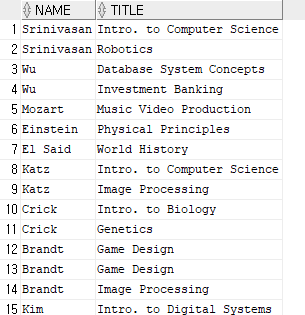 NAME TITLE
1 Srinivasan Intro. to Computer Science
2 Srinivasan Robotics
3 Wu Database System Concepts
4 Wu Investment Banking
5 Mozart Music Video Production
6 Einstein Physical Principles
7 El Said World History
8 Katz Intro. to Computer Science
9 Katz Image Processing
10 Crick Intro. to Biology
11 Crick Genetics
12 Brandt Game Design
13 Brandt Game Design
14 Brandt Image Processing
15 Kim Intro. to Digital Systems